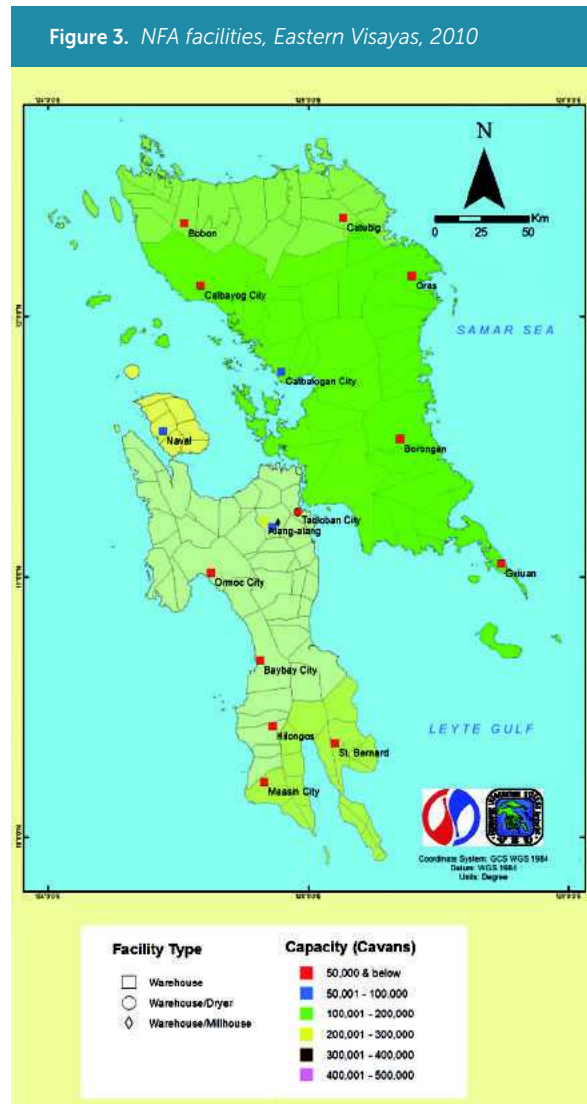 Figure 3. NFA facilities, Eastern Visayas, 2010
N
Km
0 25 50
Bobon
Catubig
Calbayog City
Oras
SAMAR SEA
Catbalogan City
Naval
Borongan
Tacloban City
Alang-alang
Ormoc City
Guiuan
Baybay City
Hilongos
LEYTE GULF
St. Bernard
Maasin City
Coordinate System: GCS WGS 1984
Datum: WGS 1984
Units: Degree
Facility Type
Warehouse
Warehouse/Dryer
Warehouse/Millhouse
Capacity (Cavans)
50,000 & below
50,001 - 100,000
100,001 - 200,000
200,001 - 300,000
300,001 - 400,000
400,001 - 500,000